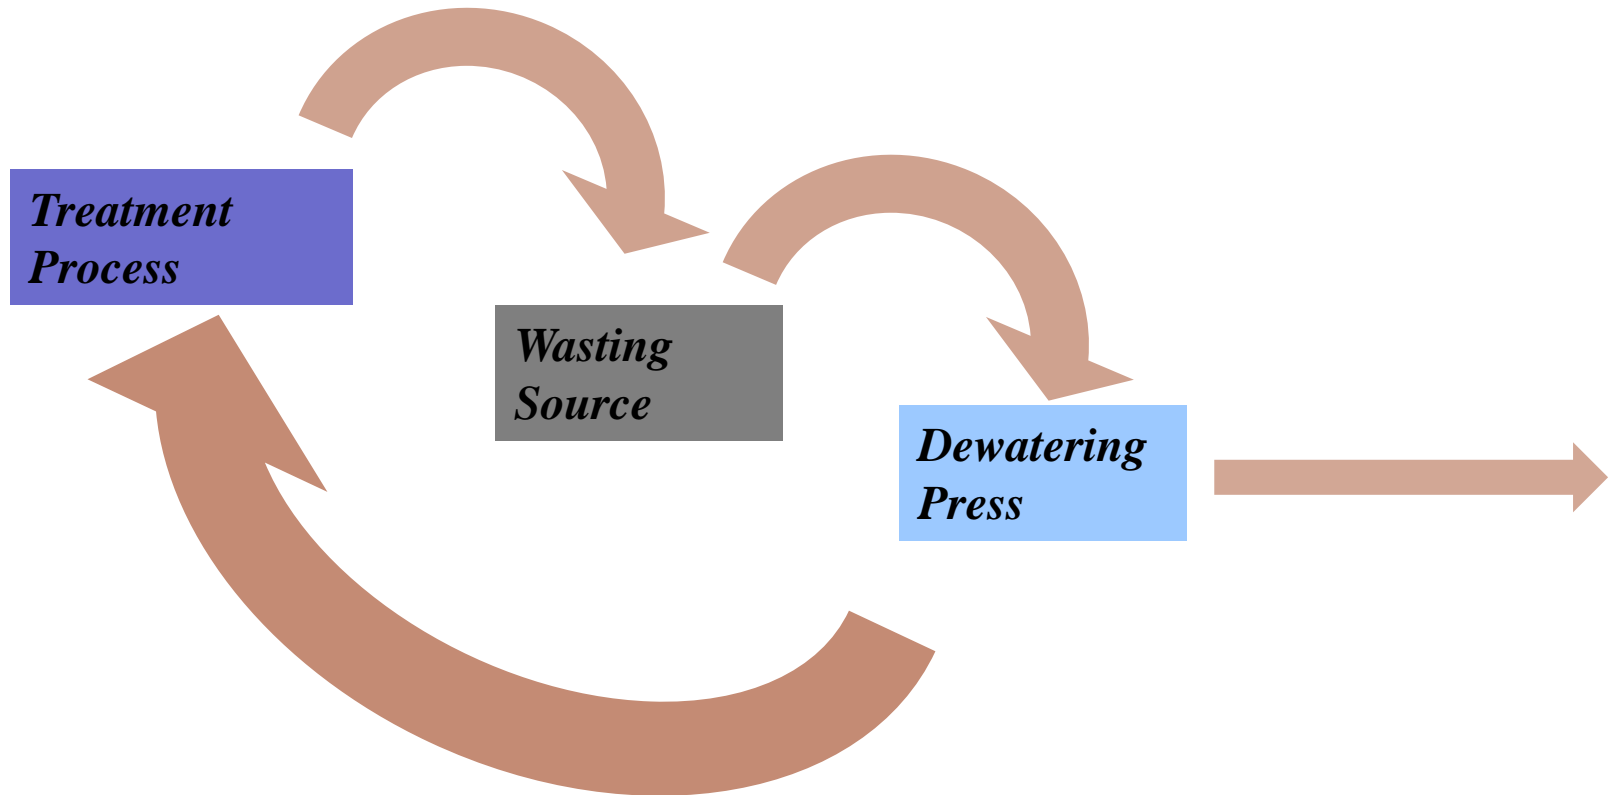 Treatment
Process
Wasting
Source
Dewatering
Press